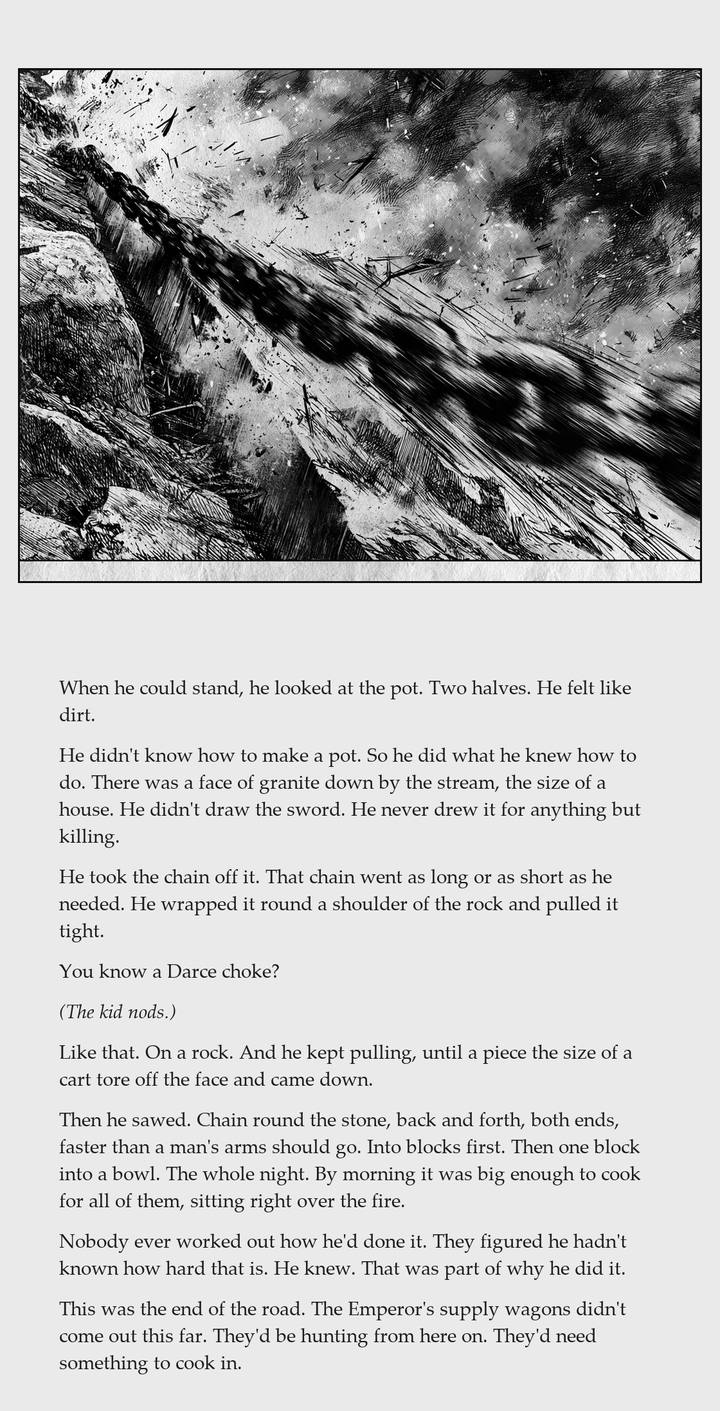 When he could stand, he looked at the pot. Two halves. He felt like
dirt.
He didn't know how to make a pot. So he did what he knew how to
do. There was a face of granite down by the stream, the size of a
house. He didn't draw the sword. He never drew it for anything but
killing.
He took the chain off it. That chain went as long or as short as he
needed. He wrapped it round a shoulder of the rock and pulled it
tight.
You know a Darce choke?
(The kid nods.)
Like that. On a rock. And he kept pulling, until a piece the size of a
cart tore off the face and came down.
Then he sawed. Chain round the stone, back and forth, both ends,
faster than a man's arms should go. Into blocks first. Then one block
into a bowl. The whole night. By morning it was big enough to cook
for all of them, sitting right over the fire.
Nobody ever worked out how he'd done it. They figured he hadn't
known how hard that is. He knew. That was part of why he did it.
This was the end of the road. The Emperor's supply wagons didn't
come out this far. They'd be hunting from here on. They'd need
something to cook in.